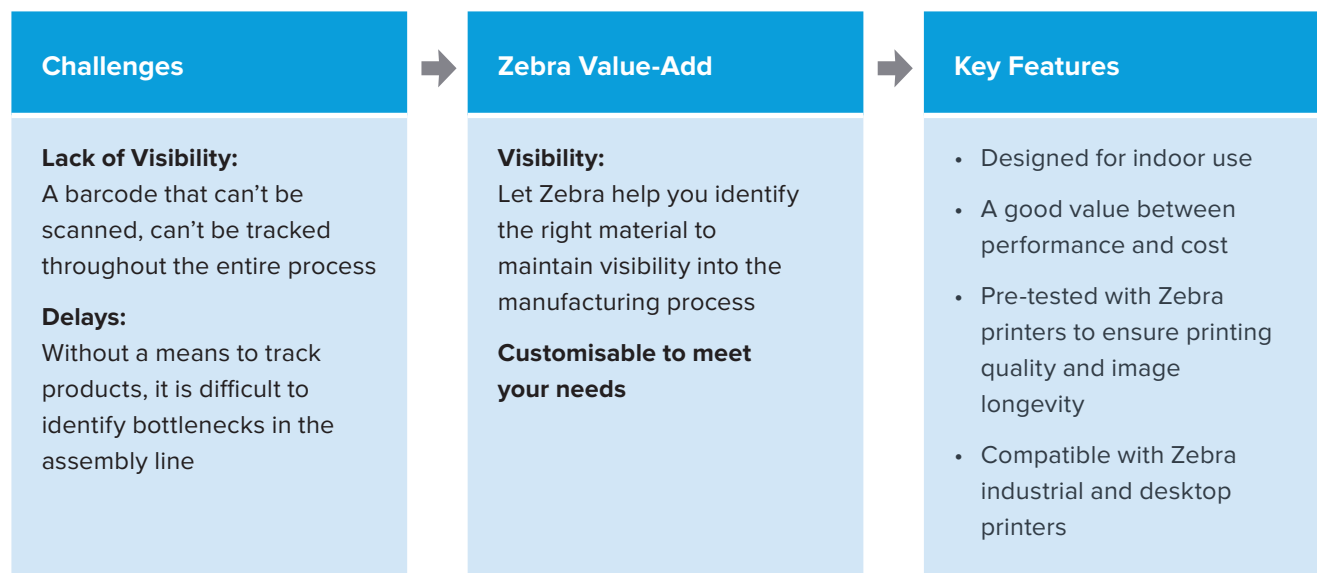 Challenges
Lack of Visibility:
A barcode that can’t be
scanned, can’t be tracked
throughout the entire process
Delays:
Without a means to track
products, it is difficult to
identify bottlenecks in the
assembly line
Zebra Value-Add
Visibility:
Let Zebra help you identify
the right material to
maintain visibility into the
manufacturing process
Customisable to meet
your needs
Key Features
• Designed for indoor use
• A good value between
performance and cost
• Pre-tested with Zebra
printers to ensure printing
quality and image
longevity
• Compatible with Zebra
industrial and desktop
printers